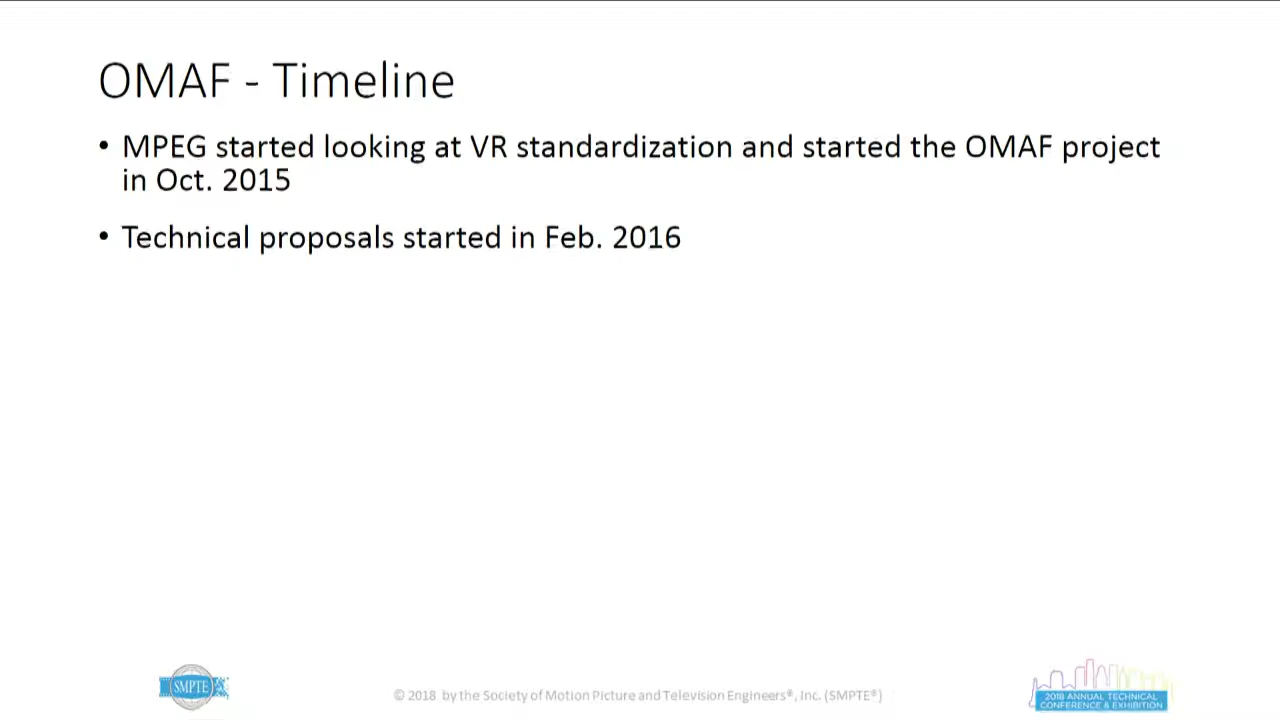 OMAF - Timeline
• MPEG started looking at VR standardization and started the OMAF project
in Oct. 2015
• Technical proposals started in Feb. 2016
SMPTE
© 2018 by the Society of Motion Picture and Television Engineers®, Inc. (SMPTE®)
2018 ANNUAL TECHNICAL
CONFERENCE & EXHIBITION